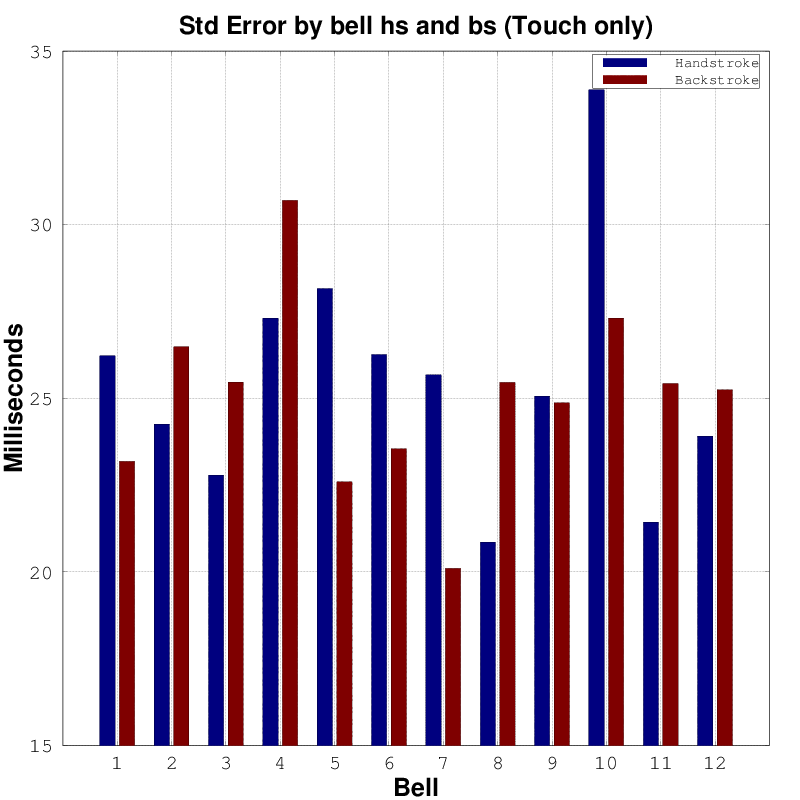 Std Error by bell hs and bs (Touch only)
35
Handstroke
Backstroke
30
25
20
15
Milliseconds
1 2 3 4 5 6 7 8 9 10 11 12
Bell